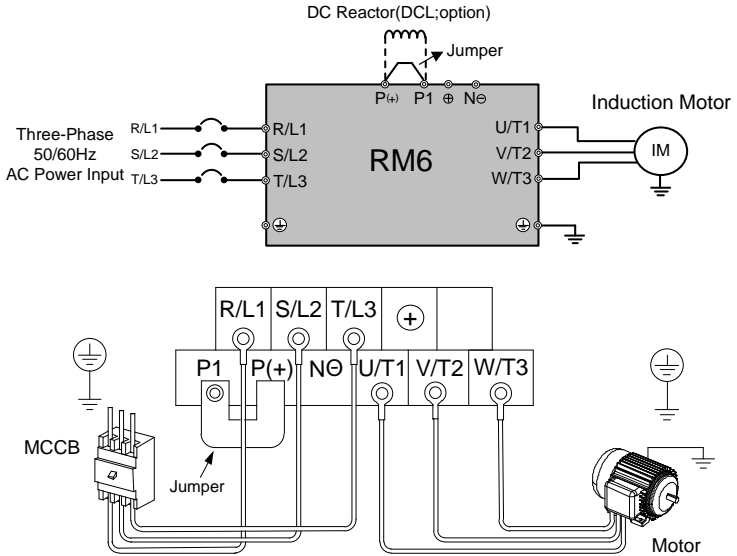 DC Reactor(DCL;option)
Jumper
P(+) P1 ⊕ N⊖
Induction Motor
Three-Phase
50/60Hz
AC Power Input
R/L1
S/L2
T/L3
R/L1
S/L2
T/L3
RM6
U/T1
V/T2
W/T3
IM
R/L1 S/L2 T/L3 +
P1 P(+) N⊖ U/T1 V/T2 W/T3
MCCB
Jumper
Motor